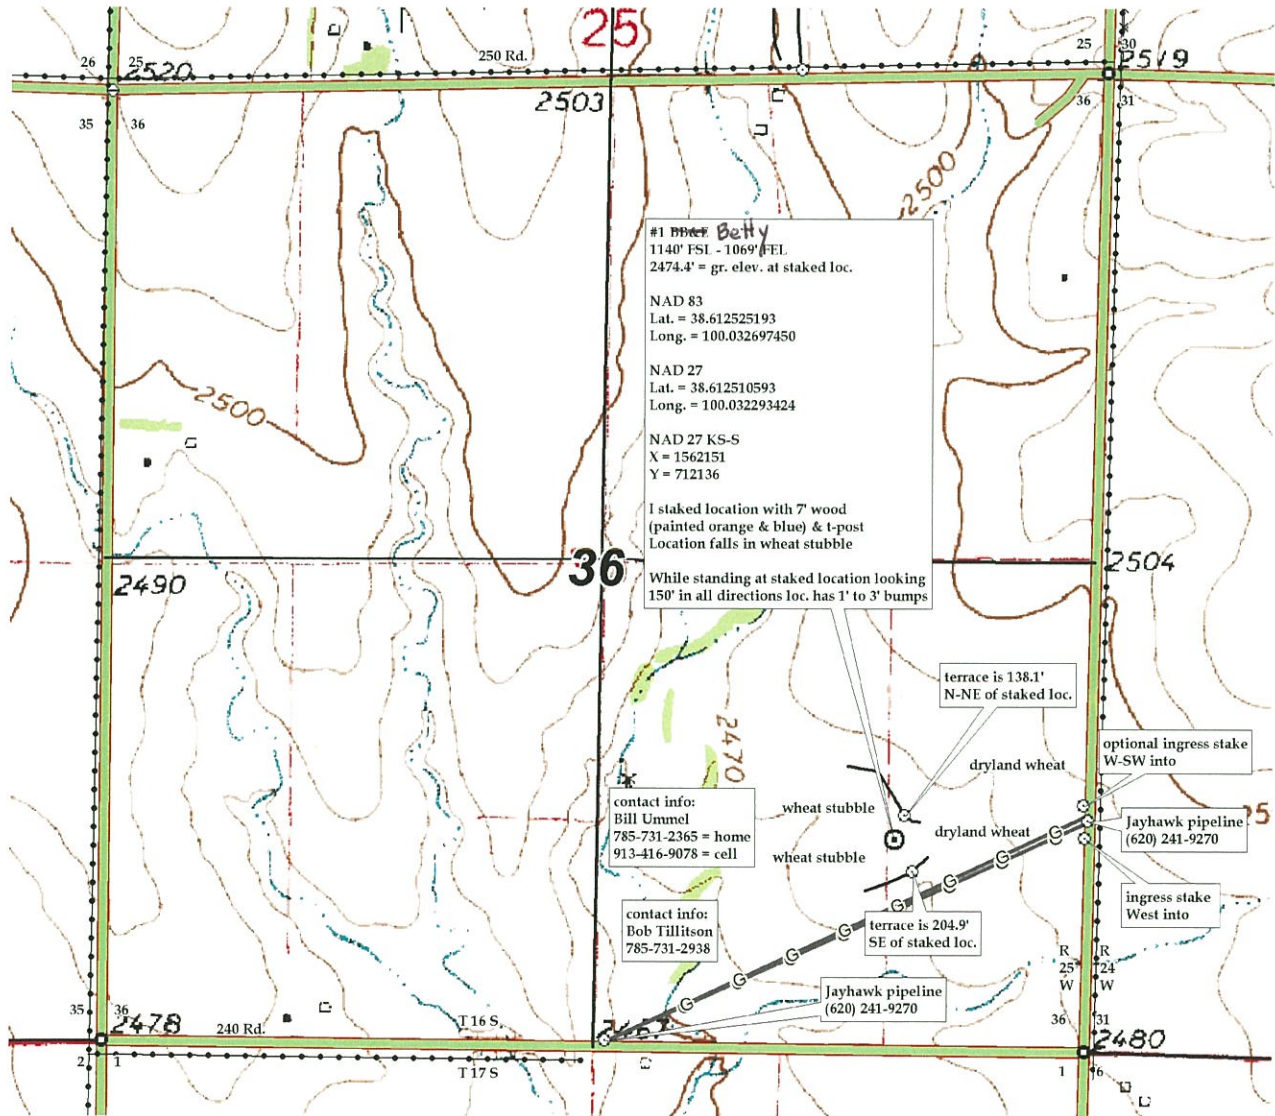 25
26
25
250 Rd.
25
30
2520
2519
2503
35
36
36
31
2500
#1 BB&E Betty
1140' FSL - 1069' FEL
2474.4' = gr. elev. at staked loc.
NAD 83
Lat. = 38.612525193
Long. = 100.032697450
NAD 27
Lat. = 38.612510593
Long. = 100.032293424
NAD 27 KS-S
X = 1562151
Y = 712136
I staked location with 7' wood
(painted orange & blue) & t-post
Location falls in wheat stubble
While standing at staked location looking
150' in all directions loc. has 1' to 3' bumps
2500
36
2504
2490
terrace is 138.1'
N-NE of staked loc.
2470
optional ingress stake
W-SW into
dryland wheat
contact info:
Bill Ummel
785-731-2365 = home
913-416-9078 = cell
wheat stubble
Jayhawk pipeline
(620) 241-9270
dryland wheat
wheat stubble
ingress stake
West into
contact info:
Bob Tillitson
785-731-2938
terrace is 204.9'
SE of staked loc.
G
G
G
G
G
G
G
G
R
25
W
R
24
W
Jayhawk pipeline
(620) 241-9270
35
36
2478
240 Rd.
T 16 S.
36
31
2480
2
1
T 17 S
1
6